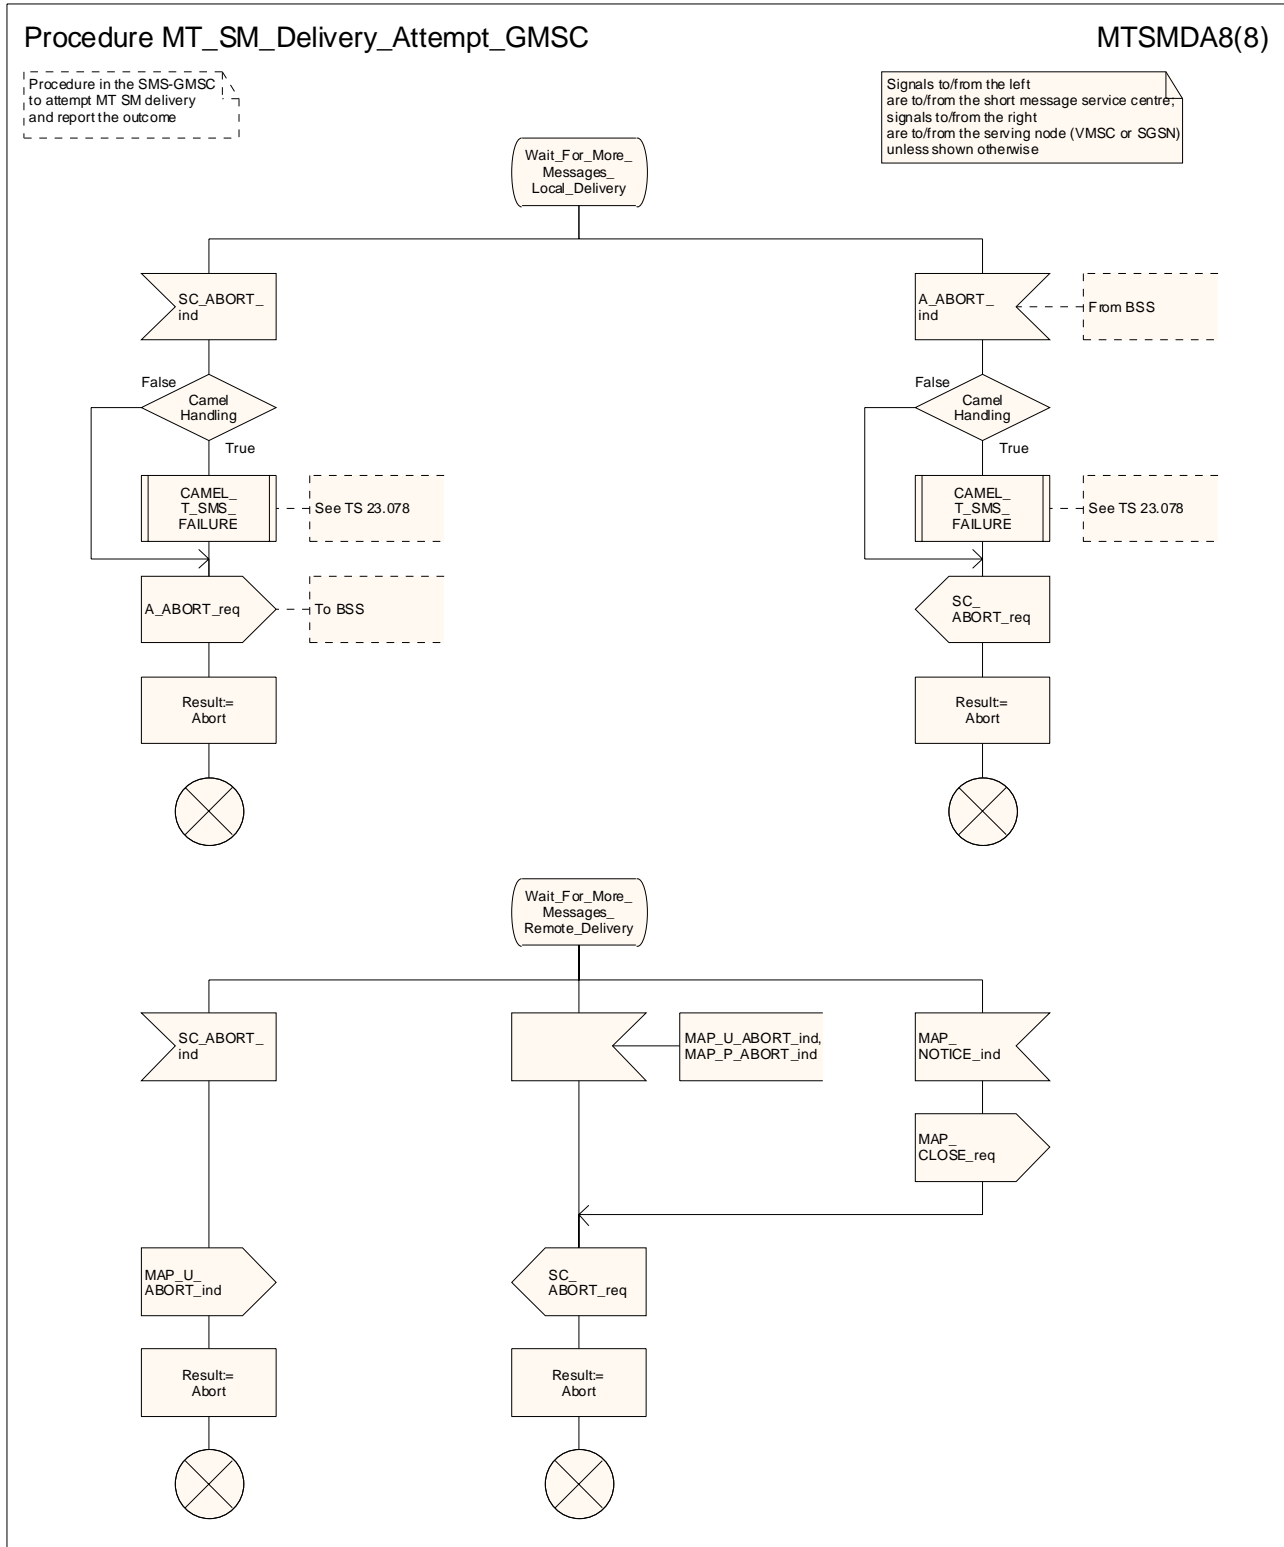 Procedure MT_SM_Delivery_Attempt_GMSC
MTSMDA8(8)
Procedure in the SMS-GMSC
to attempt MT SM delivery
and report the outcome
Signals to/from the left
are to/from the short message service centre;
signals to/from the right
are to/from the serving node (VMSC or SGSN)
unless shown otherwise
Wait_For_More_
Messages_
Local_Delivery
SC_ABORT_
ind
A_ABORT_
ind
From BSS
False
Camel
Handling
True
False
Camel
Handling
True
CAMEL_
T_SMS_
FAILURE
See TS 23.078
CAMEL_
T_SMS_
FAILURE
See TS 23.078
A_ABORT_req
To BSS
SC_
ABORT_req
Result:=
Abort
Result:=
Abort
Wait_For_More_
Messages_
Remote_Delivery
SC_ABORT_
ind
MAP_U_ABORT_ind,
MAP_P_ABORT_ind
MAP_
NOTICE_ind
MAP_
CLOSE_req
MAP_U_
ABORT_ind
SC_
ABORT_req
Result:=
Abort
Result:=
Abort